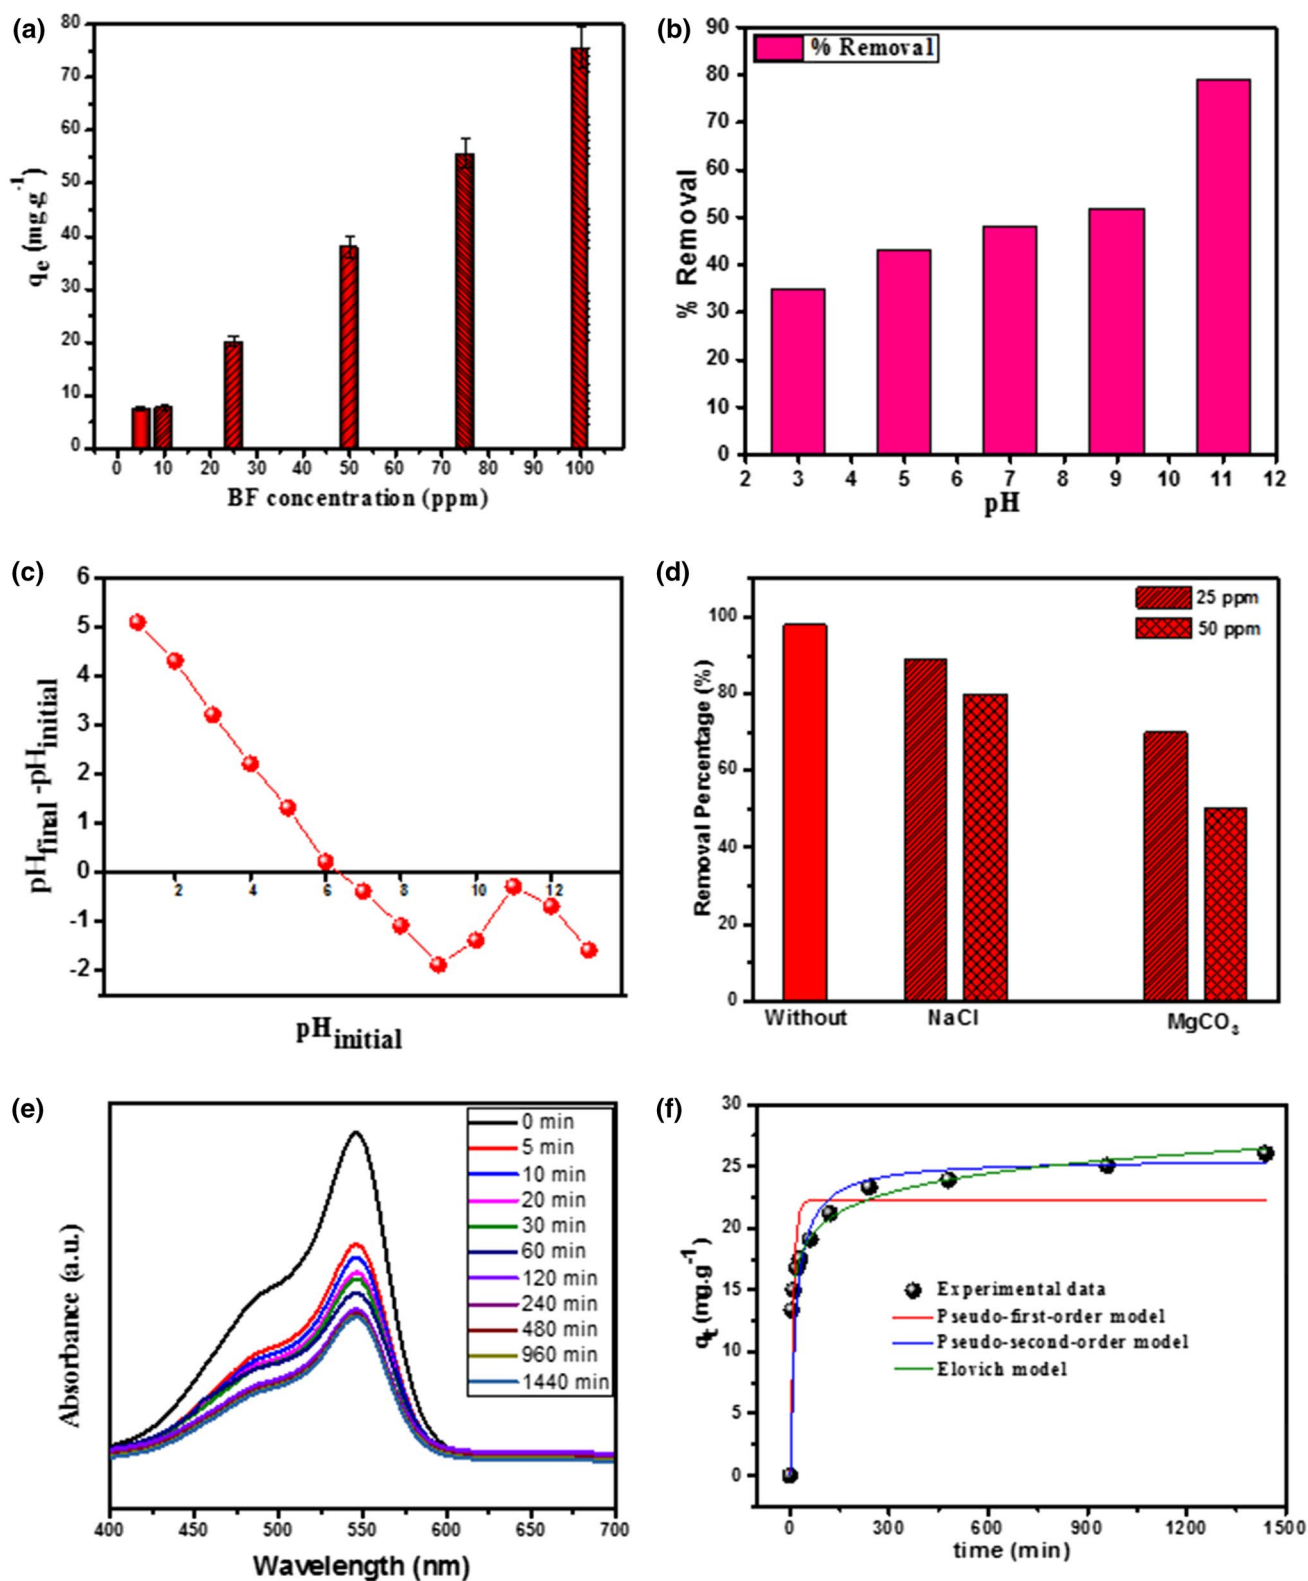 (a)
80
70
60
50
40
30
20
10
0
qe (mg.g-1)
0 10 20 30 40 50 60 70 80 90 100
BF concentration (ppm)
(b)
90
80
70
60
50
40
30
20
10
0
% Removal
% Removal
2 3 4 5 6 7 8 9 10 11 12
pH
(c)
6
5
4
3
2
1
0
-1
-2
pHfinal -pHinitial
2 4 6 8 10 12
pHinitial
(d)
100
80
60
40
20
0
Removal Percentage (%)
25 ppm
50 ppm
Without NaCl MgCO3
(e)
Absorbance (a.u.)
0 min
5 min
10 min
20 min
30 min
60 min
120 min
240 min
480 min
960 min
1440 min
400 450 500 550 600 650 700
Wavelength (nm)
(f)
30
25
20
15
10
5
0
qt (mg.g-1)
Experimental data
Pseudo-first-order model
Pseudo-second-order model
Elovich model
0 300 600 900 1200 1500
time (min)